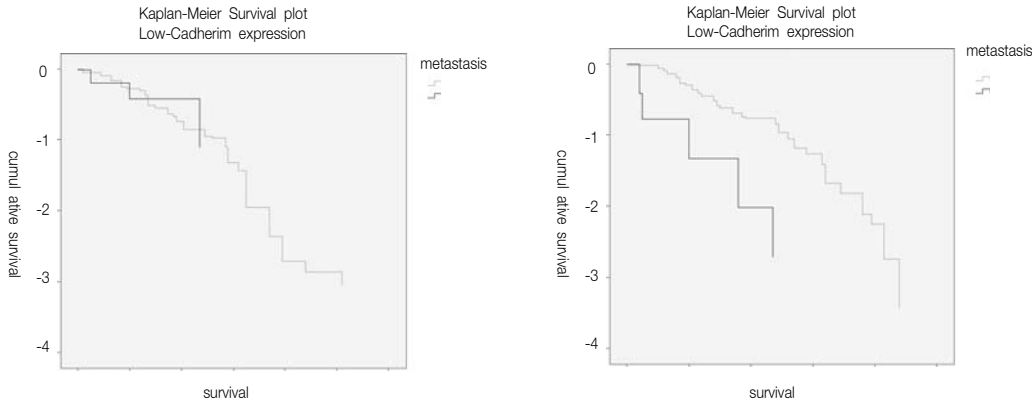 Kaplan-Meier Survival plot
Low-Cadherim expression
metastasis
0
-1
-2
-3
-4
cumul ative survival
survival
Kaplan-Meier Survival plot
Low-Cadherim expression
metastasis
0
-1
-2
-3
-4
cumul ative survival
survival